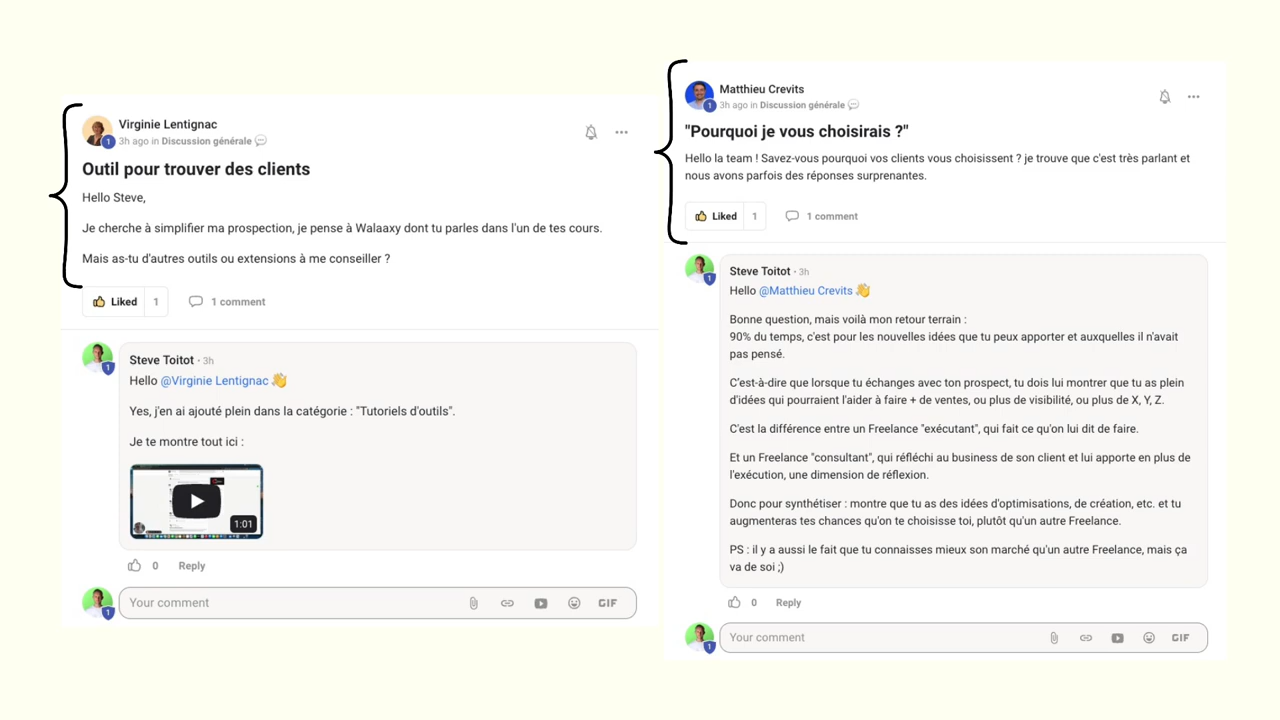 Virginie Lentignac
1
3h ago in Discussion générale 💬
Outil pour trouver des clients
Hello Steve,
Je cherche à simplifier ma prospection, je pense à Walaaxy dont tu parles dans l'un de tes cours.
Mais as-tu d'autres outils ou extensions à me conseiller ?
Liked 1 1 comment
Steve Toitot · 3h
1
Hello @Virginie Lentignac 👋
Yes, j'en ai ajouté plein dans la catégorie : "Tutoriels d'outils".
Je te montre tout ici :
1:01
0 Reply
1
Your comment GIF
Matthieu Crevits
1
3h ago in Discussion générale 💬
"Pourquoi je vous choisirais ?"
Hello la team ! Savez-vous pourquoi vos clients vous choisissent ? je trouve que c'est très parlant et
nous avons parfois des réponses surprenantes.
Liked 1 1 comment
Steve Toitot · 3h
1
Hello @Matthieu Crevits 👋
Bonne question, mais voilà mon retour terrain :
90% du temps, c'est pour les nouvelles idées que tu peux apporter et auxquelles il n'avait
pas pensé.
C'est-à-dire que lorsque tu échanges avec ton prospect, tu dois lui montrer que tu as plein
d'idées qui pourraient l'aider à faire + de ventes, ou plus de visibilité, ou plus de X, Y, Z.
C'est la différence entre un Freelance "exécutant", qui fait ce qu'on lui dit de faire.
Et un Freelance "consultant", qui réfléchi au business de son client et lui apporte en plus de
l'exécution, une dimension de réflexion.
Donc pour synthétiser : montre que tu as des idées d'optimisations, de création, etc. et tu
augmenteras tes chances qu'on te choisisse toi, plutôt qu'un autre Freelance.
PS : il y a aussi le fait que tu connaisses mieux son marché qu'un autre Freelance, mais ça
va de soi ;)
0 Reply
1
Your comment GIF